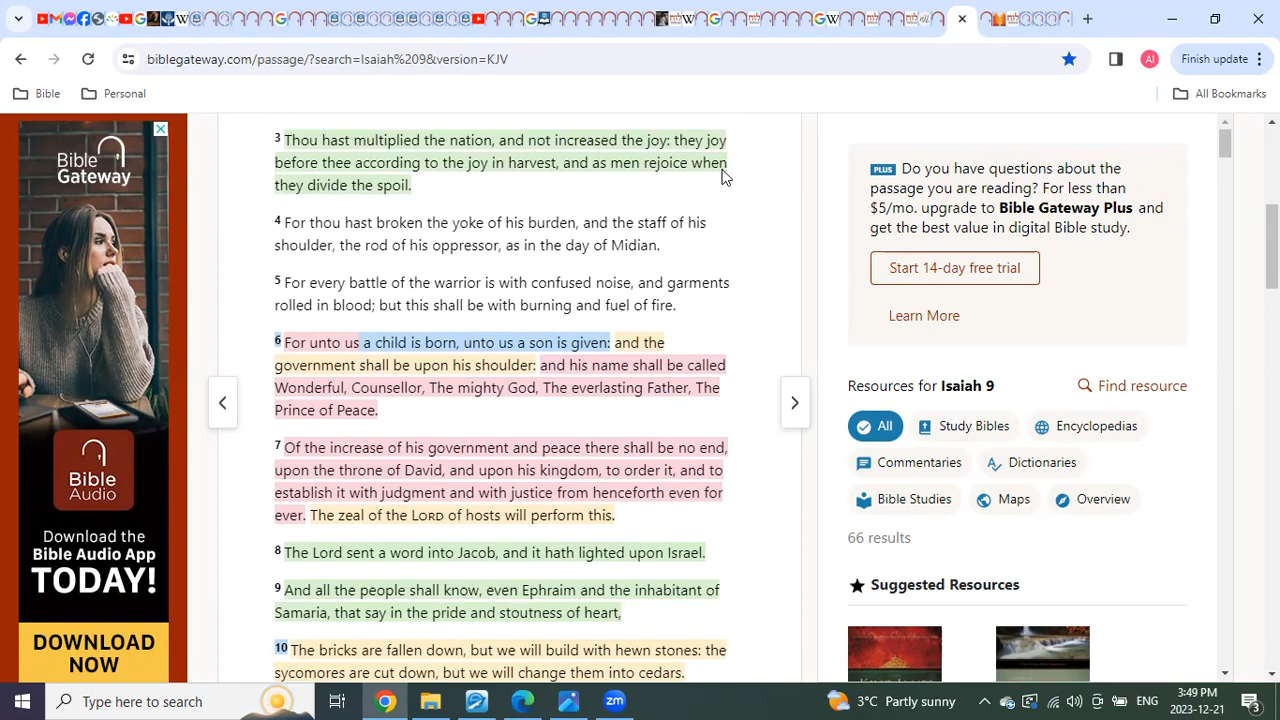 biblegateway.com/passage/?search=Isaiah%209&version=KJV
AI
Finish update
Bible
Personal
All Bookmarks
Bible
Gateway
Bible
Audio
Download the
Bible Audio App
TODAY!
DOWNLOAD
NOW
3 Thou hast multiplied the nation, and not increased the joy: they joy
before thee according to the joy in harvest, and as men rejoice when
they divide the spoil.
4 For thou hast broken the yoke of his burden, and the staff of his
shoulder, the rod of his oppressor, as in the day of Midian.
5 For every battle of the warrior is with confused noise, and garments
rolled in blood; but this shall be with burning and fuel of fire.
6 For unto us a child is born, unto us a son is given: and the
government shall be upon his shoulder: and his name shall be called
Wonderful, Counsellor, The mighty God, The everlasting Father, The
Prince of Peace.
7 Of the increase of his government and peace there shall be no end,
upon the throne of David, and upon his kingdom, to order it, and to
establish it with judgment and with justice from henceforth even for
ever. The zeal of the LORD of hosts will perform this.
8 The Lord sent a word into Jacob, and it hath lighted upon Israel.
9 And all the people shall know, even Ephraim and the inhabitant of
Samaria, that say in the pride and stoutness of heart,
10 The bricks are fallen down, but we will build with hewn stones: the
sycomores are cut down, but we will change them into cedars.
PLUS Do you have questions about the
passage you are reading? For less than
$5/mo. upgrade to Bible Gateway Plus and
get the best value in digital Bible study.
Start 14-day free trial
Learn More
Resources for Isaiah 9
Find resource
All
Study Bibles
Encyclopedias
Commentaries
Dictionaries
Bible Studies
Maps
Overview
66 results
Suggested Resources
Type here to search
3°C Partly sunny
ENG
3:49 PM
2023-12-21
3